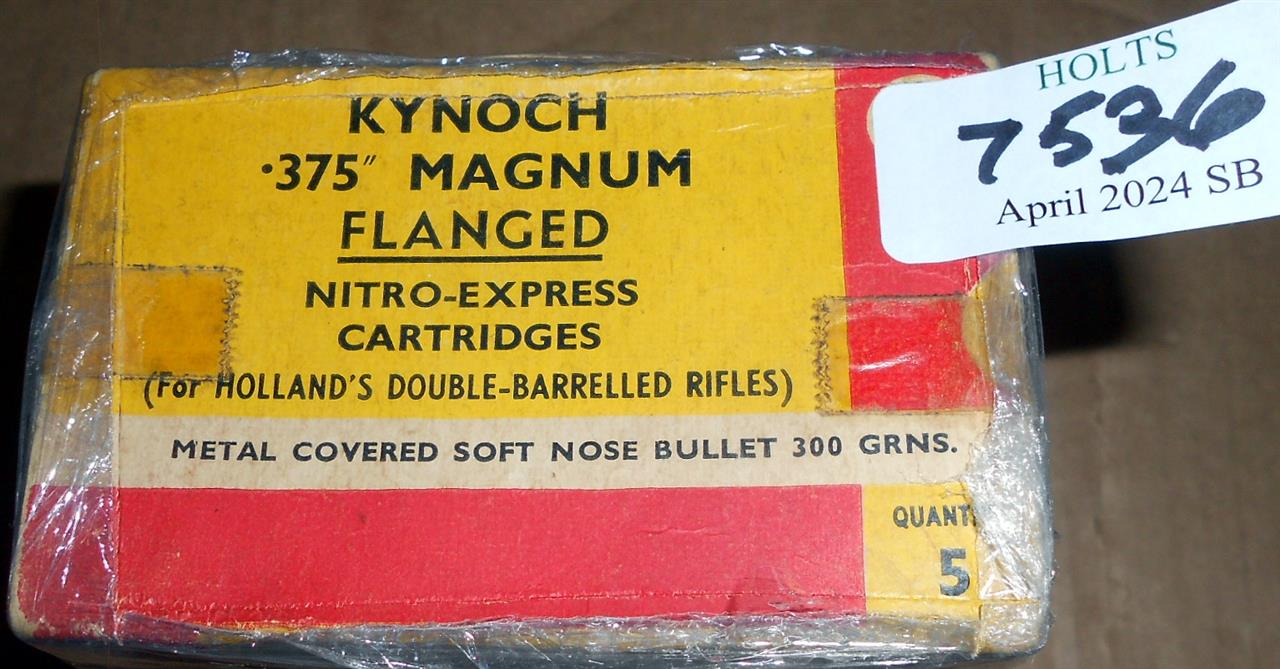 KYNOCH
·375″ MAGNUM
FLANGED
NITRO-EXPRESS
CARTRIDGES
(For HOLLAND'S DOUBLE-BARRELLED RIFLES)
METAL COVERED SOFT NOSE BULLET 300 GRNS.
QUANT
5
HOLTS
7536
April 2024 SB